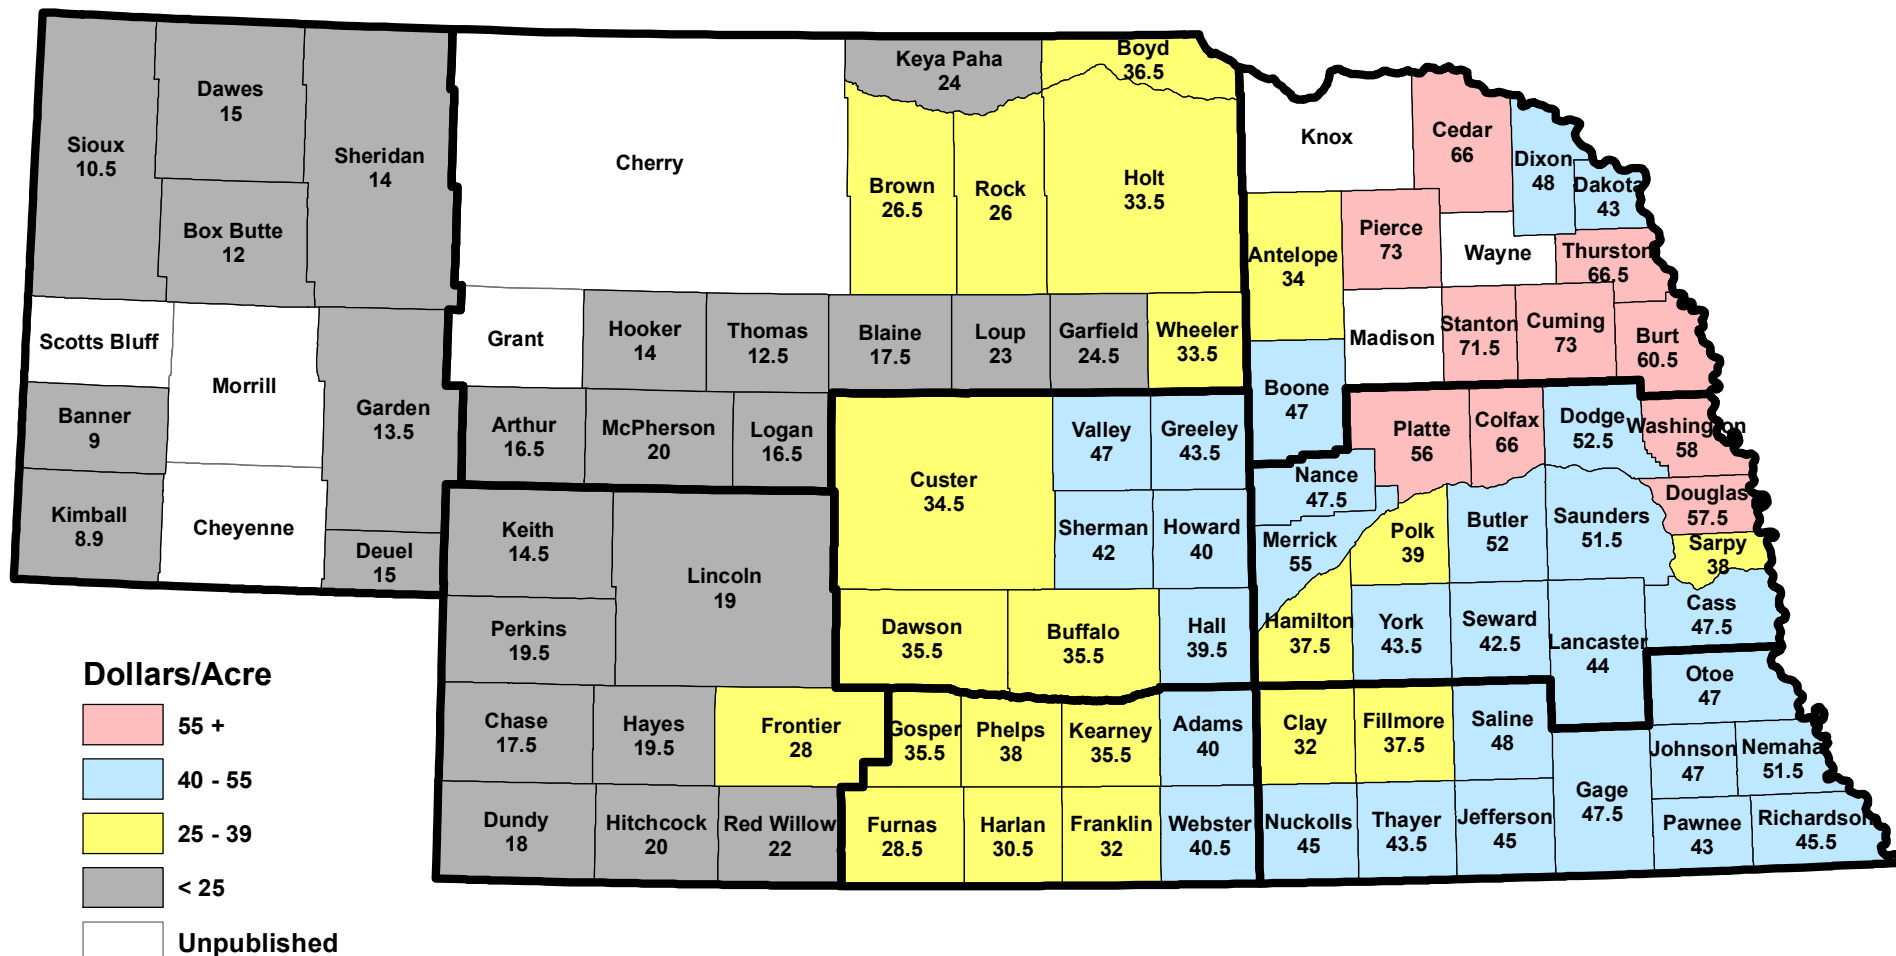 Sioux
10.5
Dawes
15
Sheridan
14
Box Butte
12
Scotts Bluff
Morrill
Garden
13.5
Banner
9
Kimball
8.9
Cheyenne
Deuel
15
Cherry
Keya Paha
24
Boyd
36.5
Brown
26.5
Rock
26
Holt
33.5
Grant
Hooker
14
Thomas
12.5
Blaine
17.5
Loup
23
Garfield
24.5
Wheeler
33.5
Arthur
16.5
McPherson
20
Logan
16.5
Knox
Cedar
66
Dixon
48
Dakota
43
Antelope
34
Pierce
73
Wayne
Thurston
66.5
Madison
Stanton
71.5
Cuming
73
Burt
60.5
Boone
47
Custer
34.5
Valley
47
Greeley
43.5
Sherman
42
Howard
40
Dawson
35.5
Buffalo
35.5
Hall
39.5
Platte
56
Colfax
66
Dodge
52.5
Washington
58
Nance
47.5
Merrick
55
Polk
39
Butler
52
Saunders
51.5
Douglas
57.5
Sarpy
38
Hamilton
37.5
York
43.5
Seward
42.5
Lancaster
44
Cass
47.5
Keith
14.5
Lincoln
19
Perkins
19.5
Chase
17.5
Hayes
19.5
Frontier
28
Dundy
18
Hitchcock
20
Red Willow
22
Gosper
35.5
Phelps
38
Kearney
35.5
Adams
40
Furnas
28.5
Harlan
30.5
Franklin
32
Webster
40.5
Clay
32
Fillmore
37.5
Saline
48
Otoe
47
Johnson
47
Nemaha
51.5
Nuckolls
45
Thayer
43.5
Jefferson
45
Gage
47.5
Pawnee
43
Richardson
45.5
Dollars/Acre
55 +
40 - 55
25 - 39
< 25
Unpublished